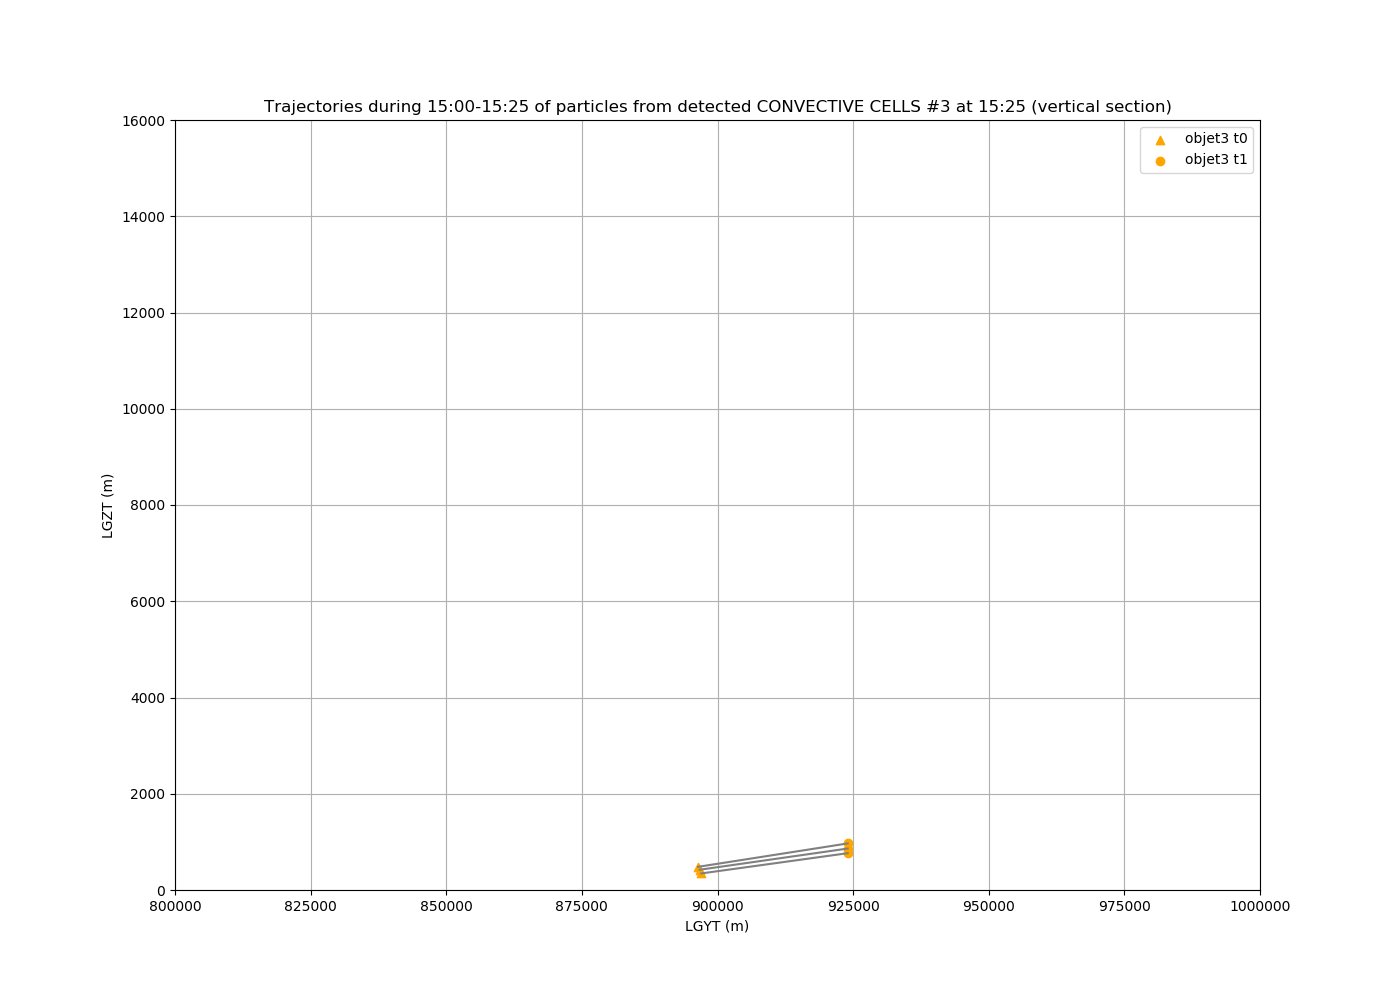 Trajectories during 15:00-15:25 of particles from detected CONVECTIVE CELLS #3 at 15:25 (vertical section)
objet3 t0
objet3 t1
16000
14000
12000
10000
8000
6000
4000
2000
0
LGZT (m)
800000 825000 850000 875000 900000 925000 950000 975000 1000000
LGYT (m)